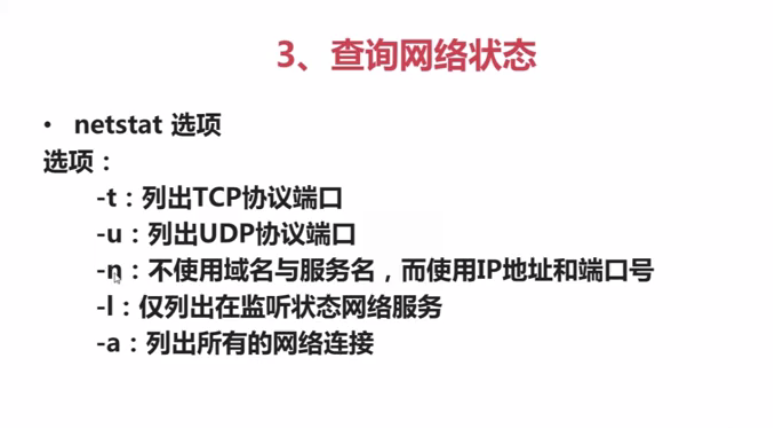 3、查询网络状态
• netstat 选项
选项：
-t：列出TCP协议端口
-u：列出UDP协议端口
-n：不使用域名与服务名，而使用IP地址和端口号
-l：仅列出在监听状态网络服务
-a：列出所有的网络连接